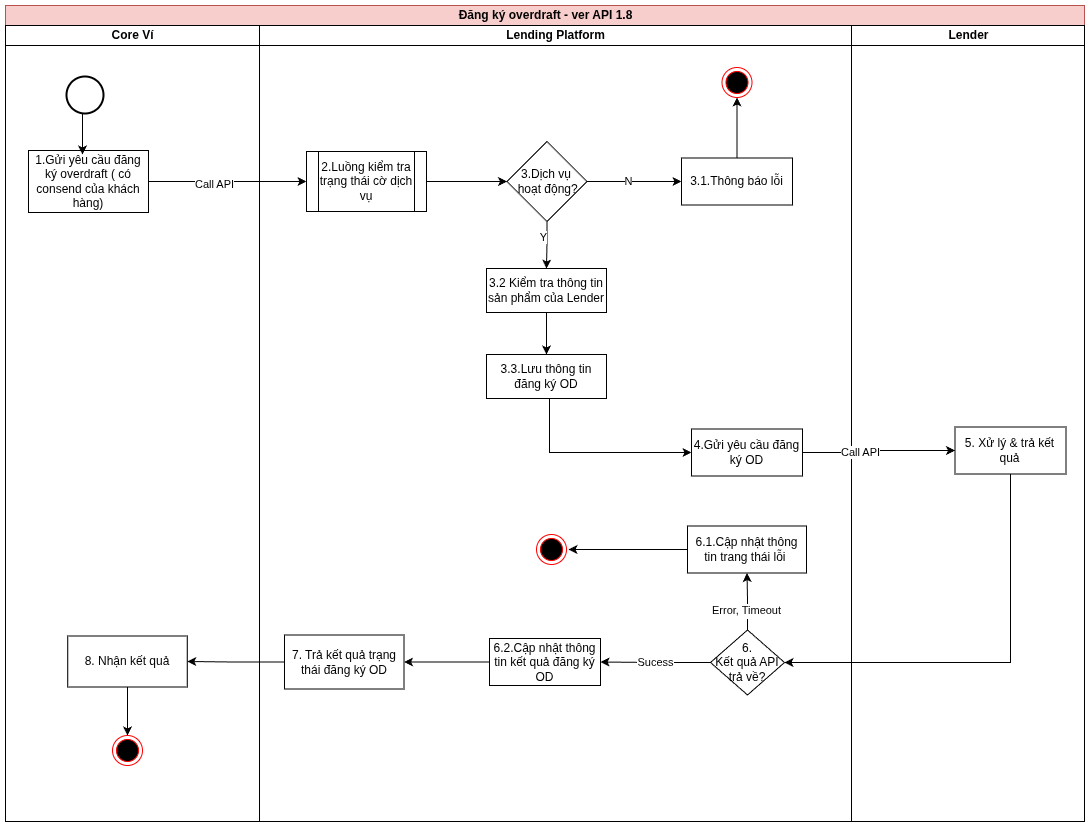 Đăng ký overdraft - ver API 1.8
Core Ví
Lending Platform
Lender
1.Gửi yêu cầu đăng
ký overdraft ( có
consend của khách
hàng)
Call API
2.Luồng kiểm tra
trạng thái cờ dịch
vụ
3.Dịch vụ
hoạt động?
N
3.1.Thông báo lỗi
Y
3.2 Kiểm tra thông tin
sản phẩm của Lender
3.3.Lưu thông tin
đăng ký OD
4.Gửi yêu cầu đăng
ký OD
Call API
5. Xử lý & trả kết
quả
6.1.Cập nhật thông
tin trang thái lỗi
Error, Timeout
6.
Kết quả API
trả về?
Sucess
6.2.Cập nhật thông
tin kết quả đăng ký
OD
7. Trả kết quả trạng
thái đăng ký OD
8. Nhận kết quả